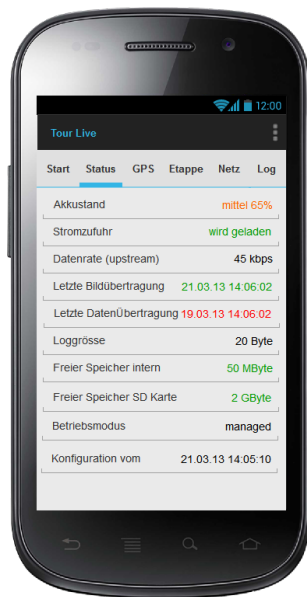 12:00
Tour Live
Start Status GPS Etappe Netz Log
Akkustand mittel 65%
Stromzufuhr wird geladen
Datenrate (upstream) 45 kbps
Letzte Bildübertragung 21.03.13 14:06:02
Letzte DatenÜbertragung 19.03.13 14:06:02
Loggrösse 20 Byte
Freier Speicher intern 50 MByte
Freier Speicher SD Karte 2 GByte
Betriebsmodus managed
Konfiguration vom 21.03.13 14:05:10